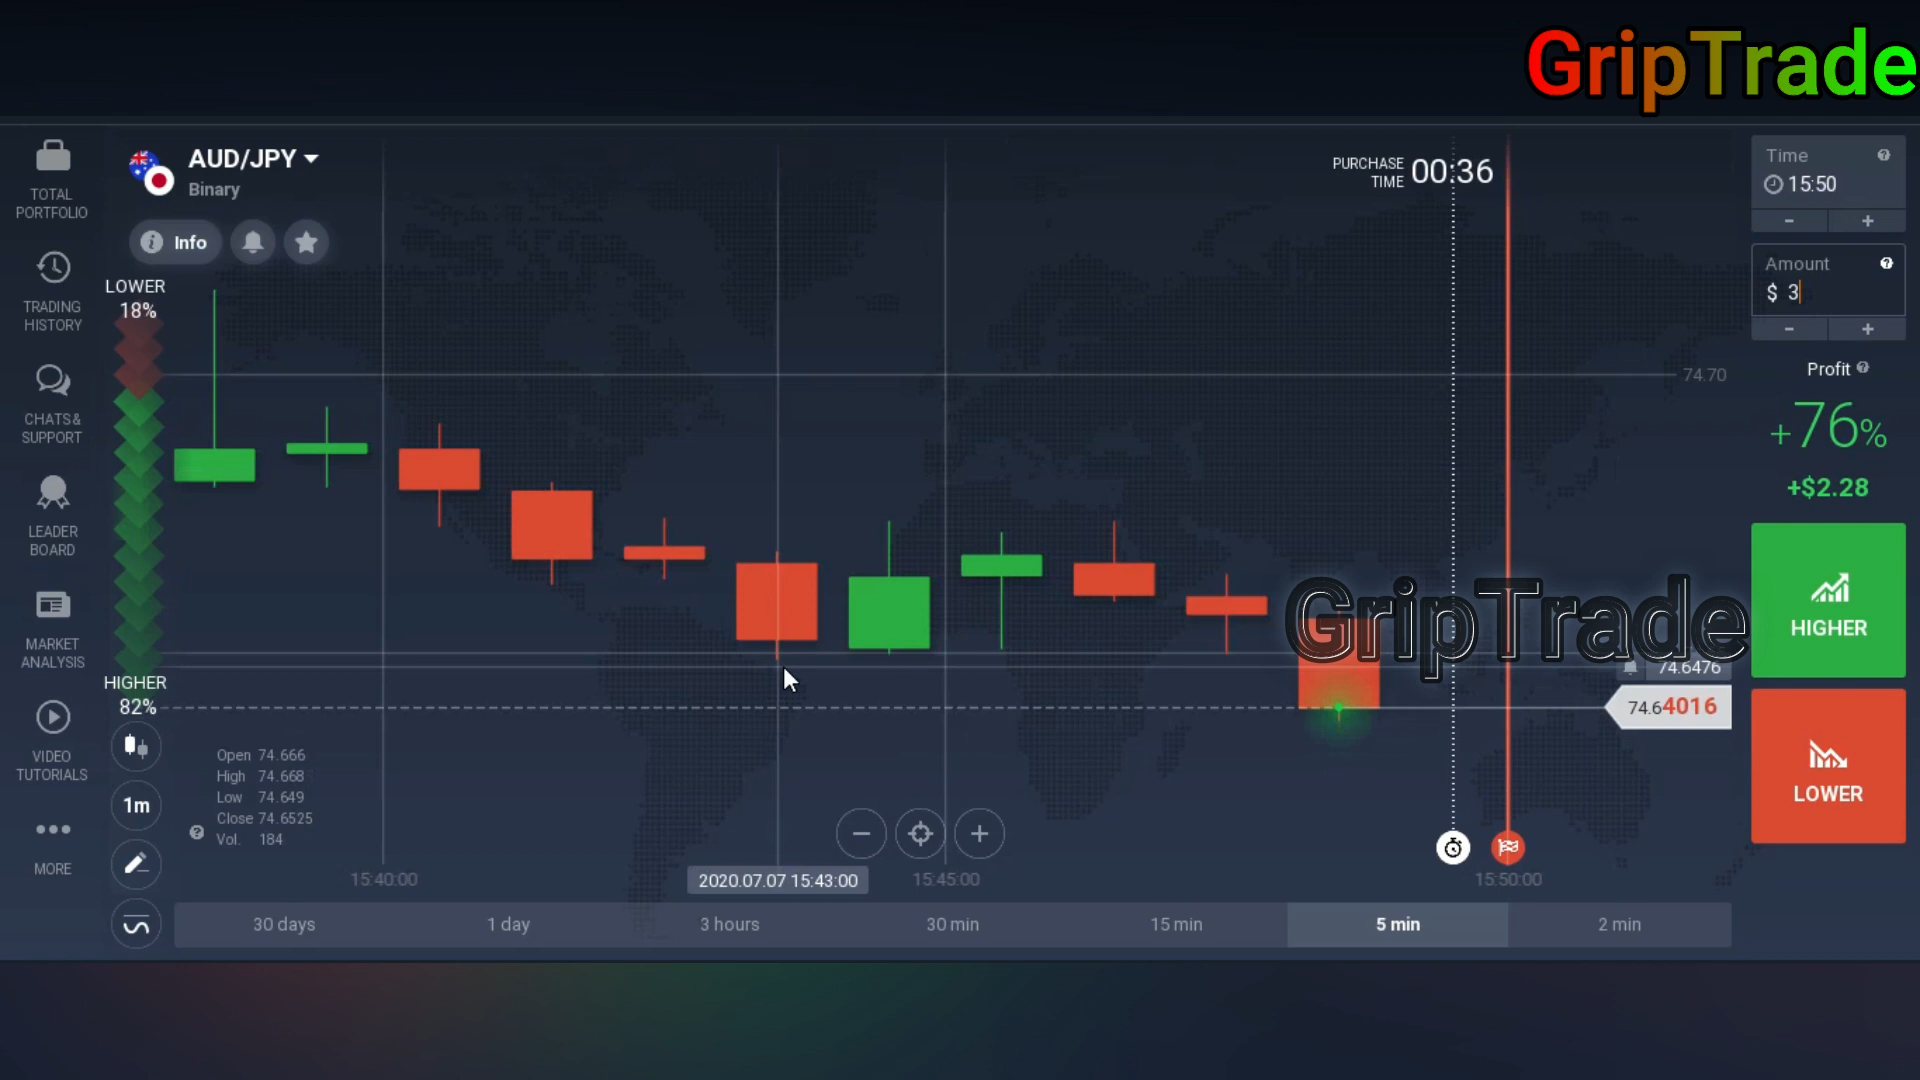 GripTrade
TOTAL
PORTFOLIO
TRADING
HISTORY
CHATS &
SUPPORT
LEADER
BOARD
MARKET
ANALYSIS
VIDEO
TUTORIALS
MORE
AUD/JPY
Binary
Info
LOWER
18%
HIGHER
82%
1m
PURCHASE
TIME
00:36
74.70
GripTrade
74.6476
74.64016
Open 74.666
High 74.668
Low 74.649
Close 74.6525
Vol. 184
15:40:00
2020.07.07 15:43:00
15:45:00
15:50:00
30 days
1 day
3 hours
30 min
15 min
5 min
2 min
Time
15:50
- +
Amount
$ 3
- +
Profit
+76%
+$2.28
HIGHER
LOWER